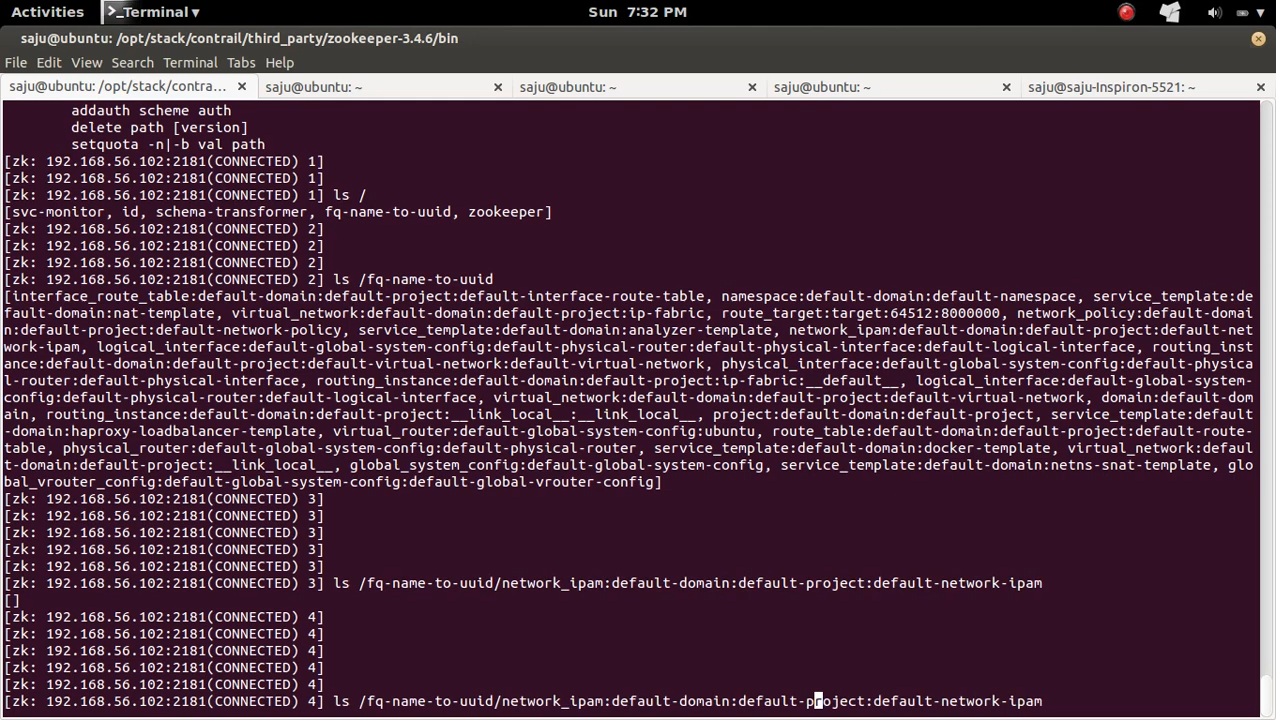 Activities
>_Terminal ▾
Sun 7:32 PM
saju@ubuntu: /opt/stack/contrail/third_party/zookeeper-3.4.6/bin
File Edit View Search Terminal Tabs Help
saju@ubuntu: /opt/stack/contra...
saju@ubuntu: ~
saju@ubuntu: ~
saju@ubuntu: ~
saju@saju-Inspiron-5521: ~
addauth scheme auth
delete path [version]
setquota -n|-b val path
[zk: 192.168.56.102:2181(CONNECTED) 1]
[zk: 192.168.56.102:2181(CONNECTED) 1]
[zk: 192.168.56.102:2181(CONNECTED) 1] ls /
[svc-monitor, id, schema-transformer, fq-name-to-uuid, zookeeper]
[zk: 192.168.56.102:2181(CONNECTED) 2]
[zk: 192.168.56.102:2181(CONNECTED) 2]
[zk: 192.168.56.102:2181(CONNECTED) 2]
[zk: 192.168.56.102:2181(CONNECTED) 2] ls /fq-name-to-uuid
[interface_route_table:default-domain:default-project:default-interface-route-table, namespace:default-domain:default-namespace, service_template:de
fault-domain:nat-template, virtual_network:default-domain:default-project:ip-fabric, route_target:target:64512:8000000, network_policy:default-domai
n:default-project:default-network-policy, service_template:default-domain:analyzer-template, network_ipam:default-domain:default-project:default-net
work-ipam, logical_interface:default-global-system-config:default-physical-router:default-physical-interface:default-logical-interface, routing_inst
ance:default-domain:default-project:default-virtual-network:default-virtual-network, physical_interface:default-global-system-config:default-physica
l-router:default-physical-interface, routing_instance:default-domain:default-project:ip-fabric:__default__, logical_interface:default-global-system-
config:default-physical-router:default-logical-interface, virtual_network:default-domain:default-project:default-virtual-network, domain:default-dom
ain, routing_instance:default-domain:default-project:__link_local__:__link_local__, project:default-domain:default-project, service_template:default
-domain:haproxy-loadbalancer-template, virtual_router:default-global-system-config:ubuntu, route_table:default-domain:default-project:default-route-
table, physical_router:default-global-system-config:default-physical-router, service_template:default-domain:docker-template, virtual_network:defaul
t-domain:default-project:__link_local__, global_system_config:default-global-system-config, service_template:default-domain:netns-snat-template, glo
bal_vrouter_config:default-global-system-config:default-global-vrouter-config]
[zk: 192.168.56.102:2181(CONNECTED) 3]
[zk: 192.168.56.102:2181(CONNECTED) 3]
[zk: 192.168.56.102:2181(CONNECTED) 3]
[zk: 192.168.56.102:2181(CONNECTED) 3]
[zk: 192.168.56.102:2181(CONNECTED) 3]
[zk: 192.168.56.102:2181(CONNECTED) 3] ls /fq-name-to-uuid/network_ipam:default-domain:default-project:default-network-ipam
[]
[zk: 192.168.56.102:2181(CONNECTED) 4]
[zk: 192.168.56.102:2181(CONNECTED) 4]
[zk: 192.168.56.102:2181(CONNECTED) 4]
[zk: 192.168.56.102:2181(CONNECTED) 4]
[zk: 192.168.56.102:2181(CONNECTED) 4]
[zk: 192.168.56.102:2181(CONNECTED) 4] ls /fq-name-to-uuid/network_ipam:default-domain:default-project:default-network-ipam